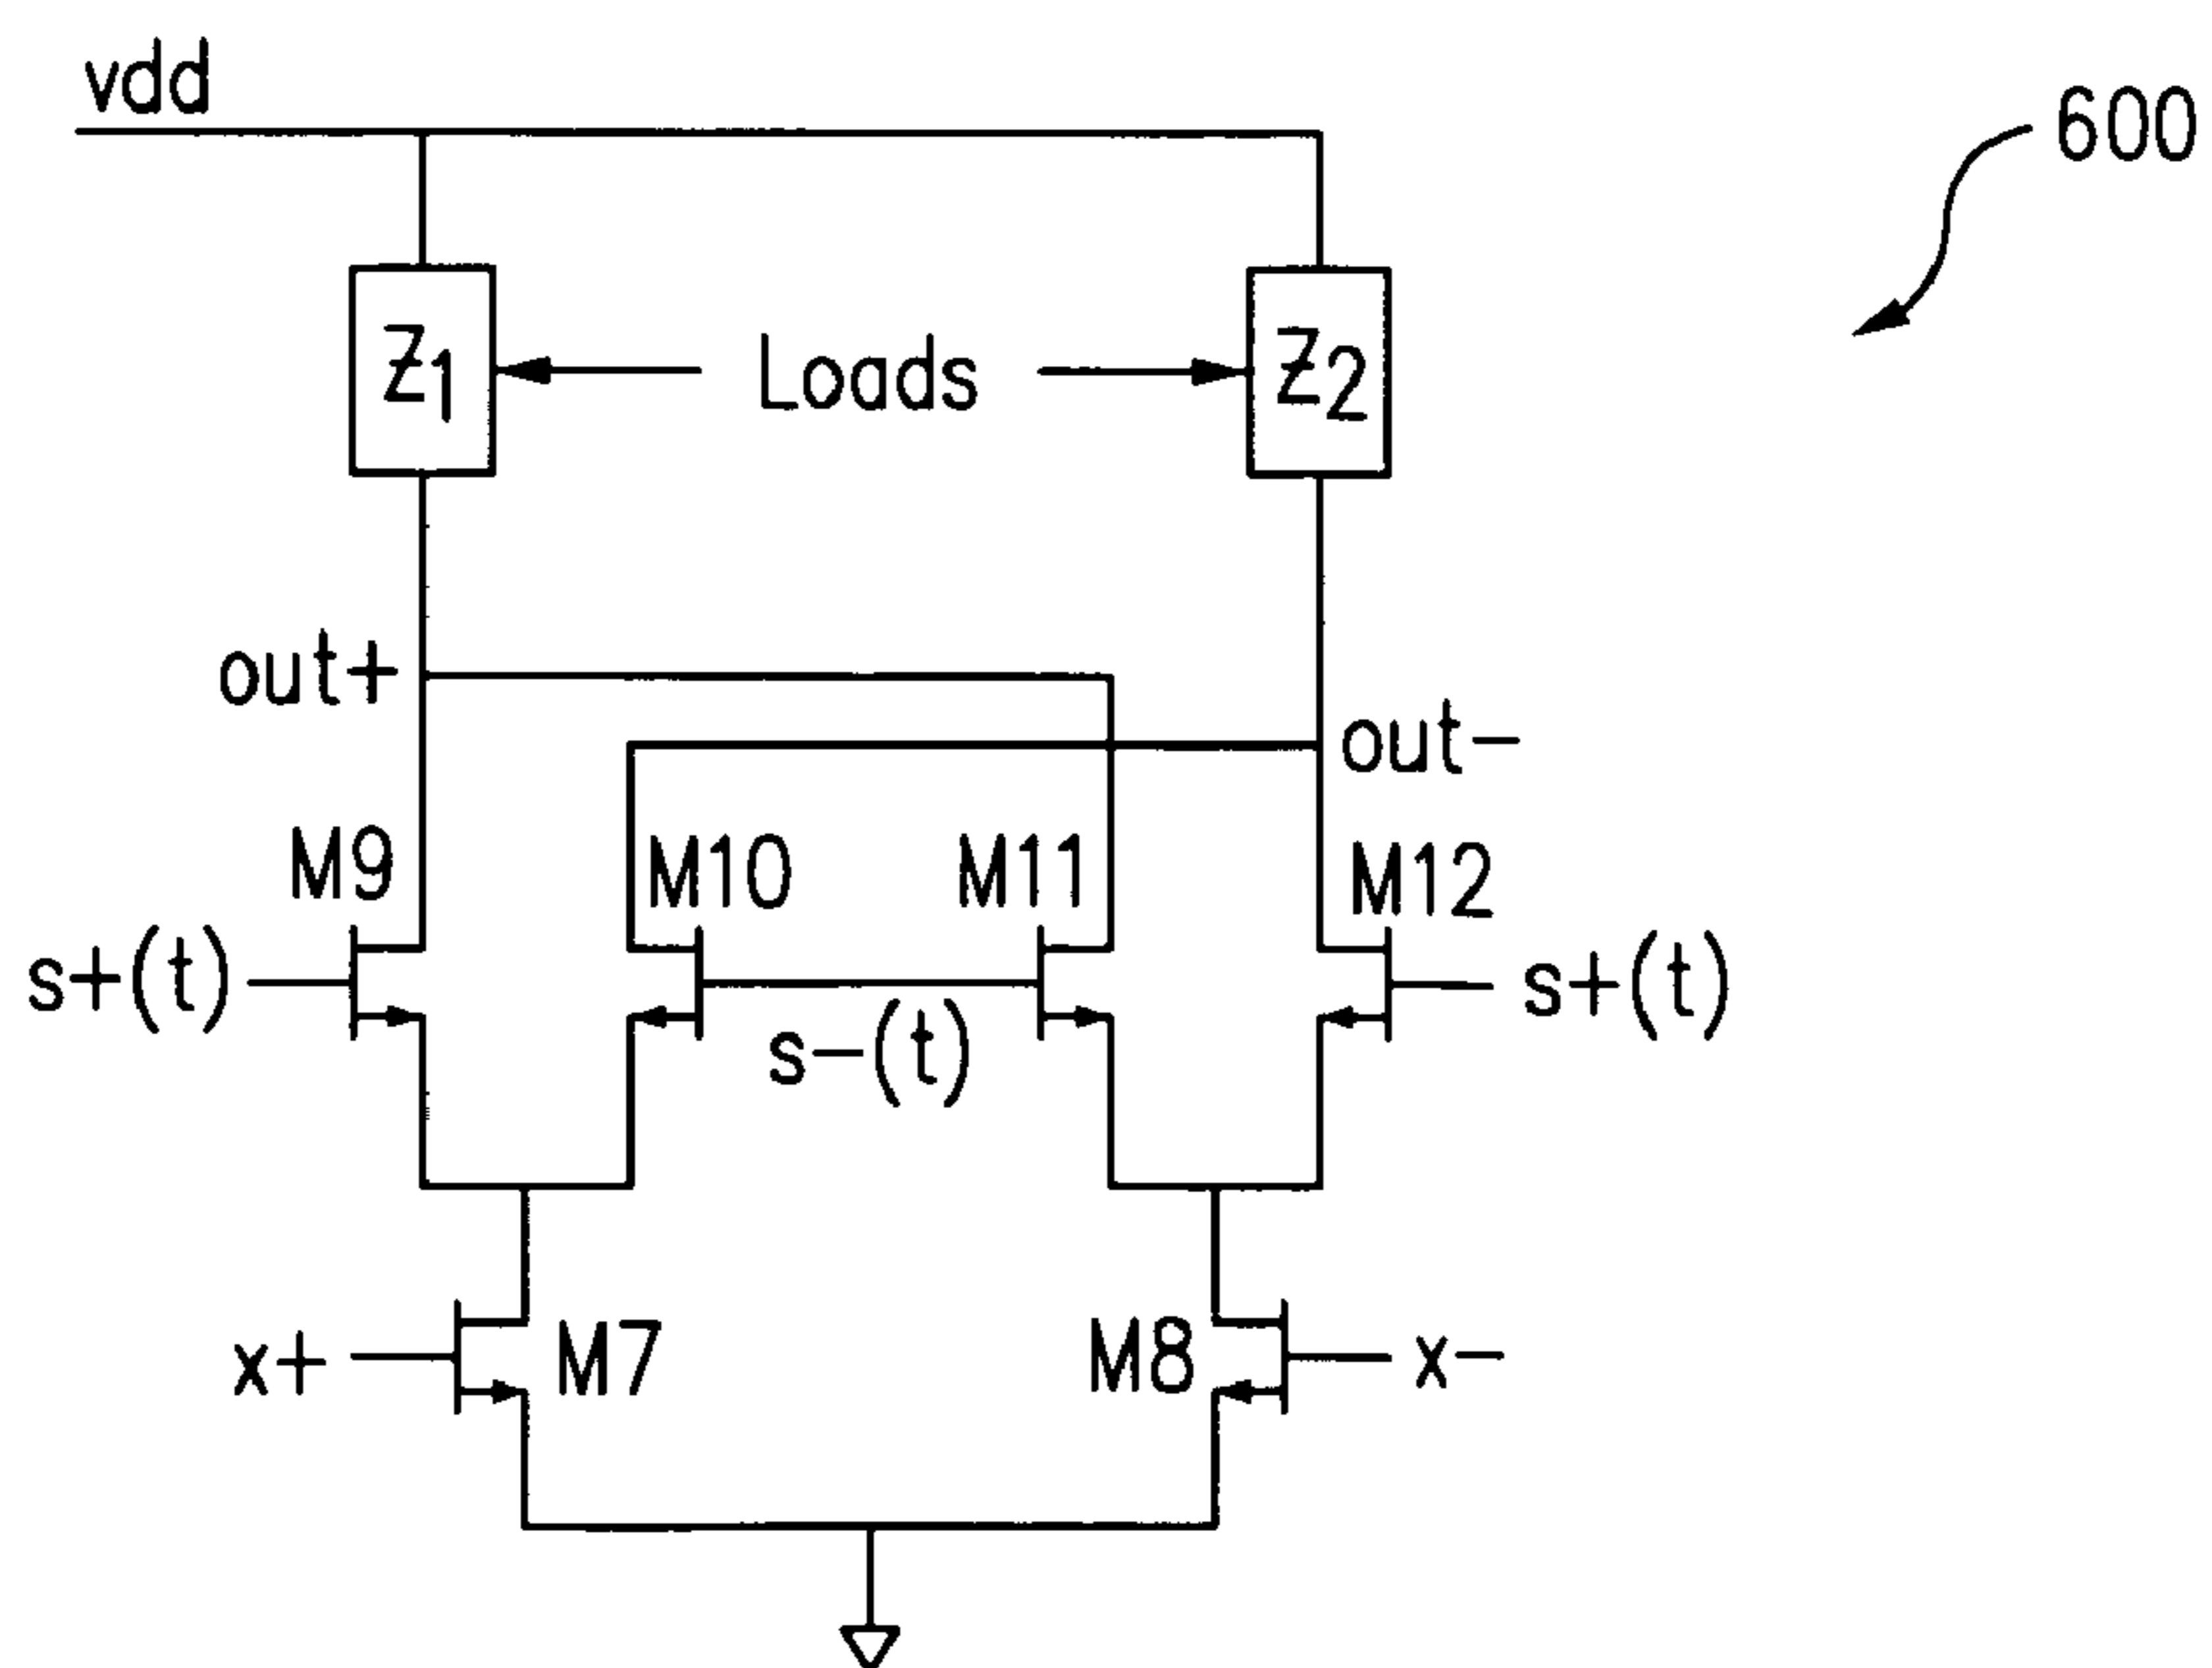 vdd
600
Z1
Loads
Z2
out+
out-
M9
M10
M11
M12
s+(t)
s-(t)
s+(t)
x+
M7
M8
x-